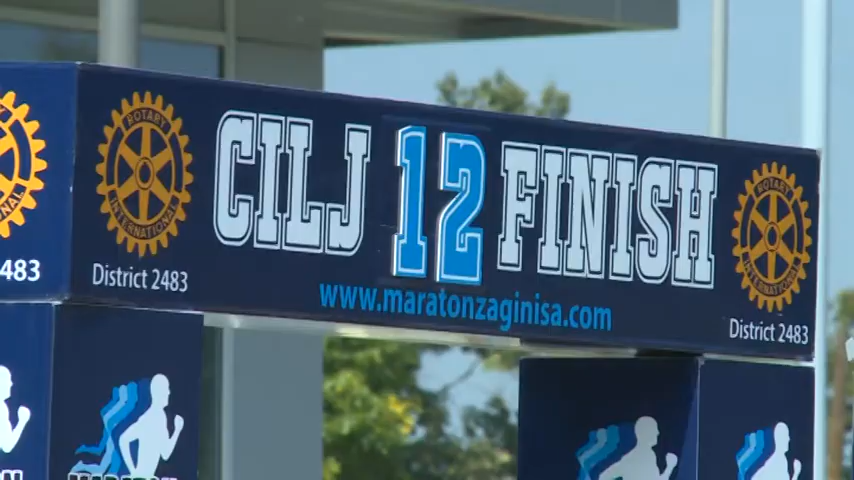 CILJ 12 FINISH
www.maratonzaginisa.com
ROTARY
INTERNATIONAL
District 2483
ROTARY
INTERNATIONAL
District 2483
483